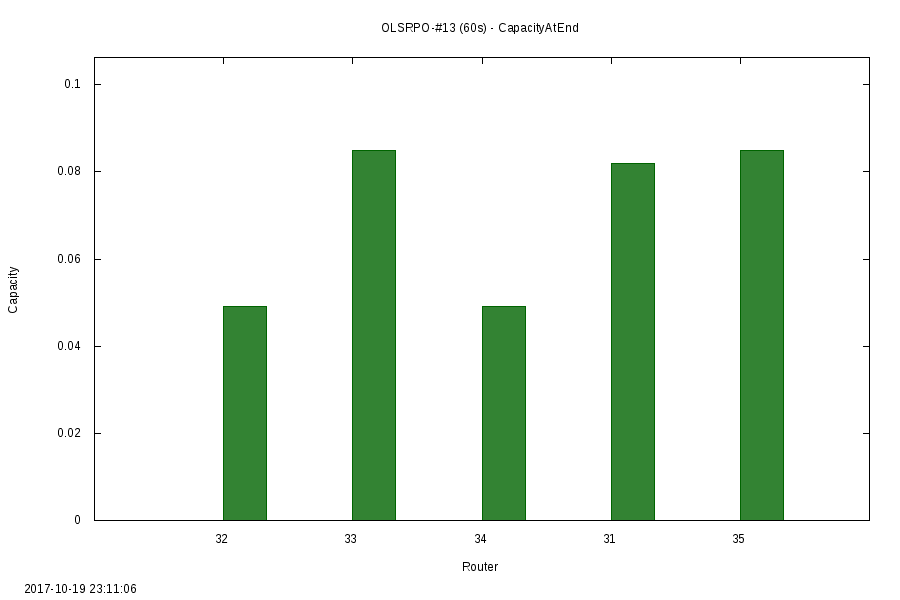 OLSRPO-#13 (60s) - CapacityAtEnd
0.1
0.08
0.06
0.04
0.02
0
Capacity
32 33 34 31 35
Router
2017-10-19 23:11:06